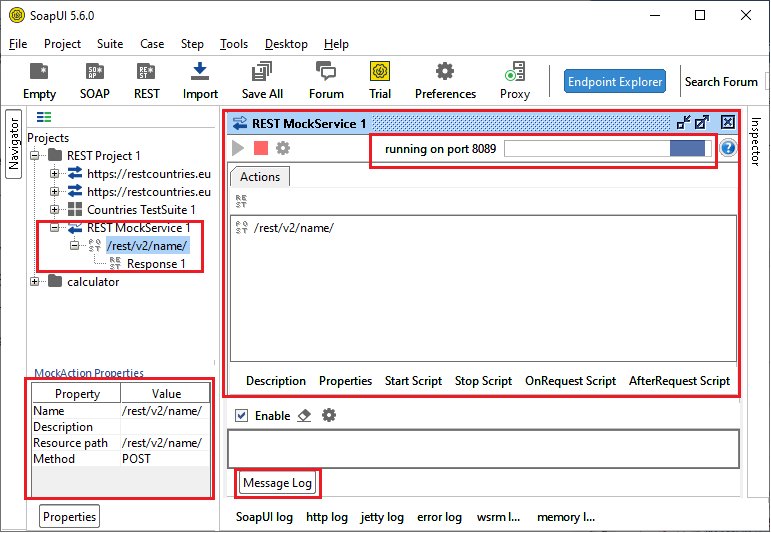 SoapUI 5.6.0
File Project Suite Case Step Tools Desktop Help
Empty SOAP REST Import Save All Forum Trial Preferences Proxy Endpoint Explorer Search Forum
Navigator
Projects
REST Project 1
https://restcountries.eu
https://restcountries.eu
Countries TestSuite 1
REST MockService 1
/rest/v2/name/
Response 1
calculator
MockAction Properties
Property Value
Name /rest/v2/name/
Description
Resource path /rest/v2/name/
Method POST
Properties
REST MockService 1
running on port 8089
Actions
REST
POST /rest/v2/name/
Description Properties Start Script Stop Script OnRequest Script AfterRequest Script
Enable
Message Log
SoapUI log http log jetty log error log wsrm l... memory l...
Inspector